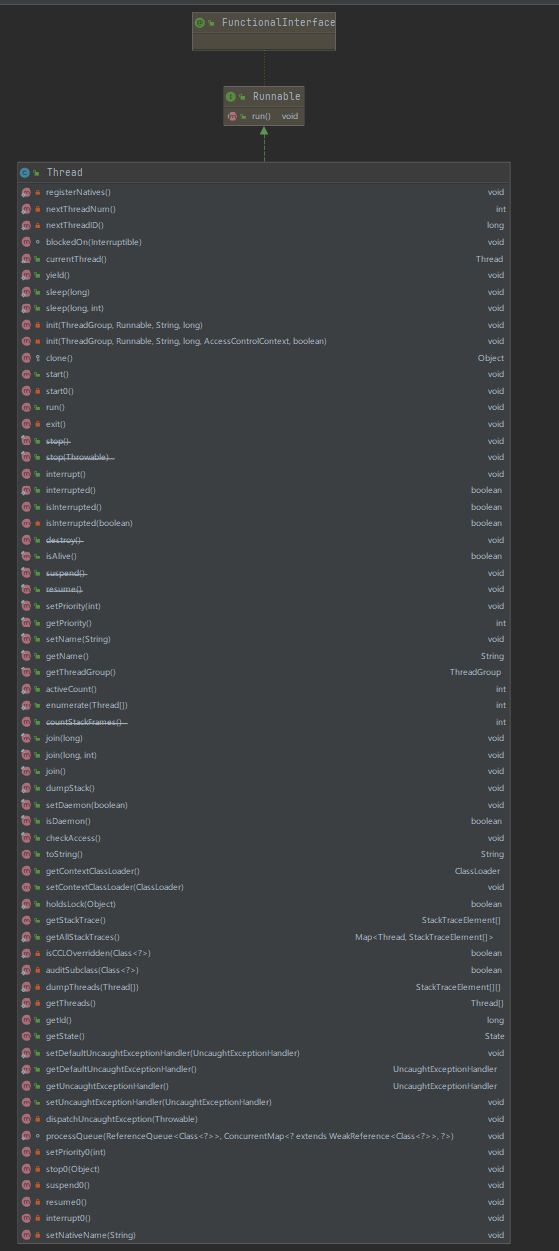 FunctionalInterface
Runnable
run() void
Thread
registerNatives() void
nextThreadNum() int
nextThreadID() long
blockedOn(Interruptible) void
currentThread() Thread
yield() void
sleep(long) void
sleep(long, int) void
init(ThreadGroup, Runnable, String, long) void
init(ThreadGroup, Runnable, String, long, AccessControlContext, boolean) void
clone() Object
start() void
start0() void
run() void
exit() void
stop() void
stop(Throwable) void
interrupt() void
interrupted() boolean
isInterrupted() boolean
isInterrupted(boolean) boolean
destroy() void
isAlive() boolean
suspend() void
resume() void
setPriority(int) void
getPriority() int
setName(String) void
getName() String
getThreadGroup() ThreadGroup
activeCount() int
enumerate(Thread[]) int
countStackFrames() int
join(long) void
join(long, int) void
join() void
dumpStack() void
setDaemon(boolean) void
isDaemon() boolean
checkAccess() void
toString() String
getContextClassLoader() ClassLoader
setContextClassLoader(ClassLoader) void
holdsLock(Object) boolean
getStackTrace() StackTraceElement[]
getAllStackTraces() Map<Thread, StackTraceElement[]>
isCCLOverridden(Class<?>) boolean
auditSubclass(Class<?>) boolean
dumpThreads(Thread[]) StackTraceElement[][]
getThreads() Thread[]
getId() long
getState() State
setDefaultUncaughtExceptionHandler(UncaughtExceptionHandler) void
getDefaultUncaughtExceptionHandler() UncaughtExceptionHandler
getUncaughtExceptionHandler() UncaughtExceptionHandler
setUncaughtExceptionHandler(UncaughtExceptionHandler) void
dispatchUncaughtException(Throwable) void
processQueue(ReferenceQueue<Class<?>>, ConcurrentMap<? extends WeakReference<Class<?>>, ?>) void
setPriority0(int) void
stop0(Object) void
suspend0() void
resume0() void
interrupt0() void
setNativeName(String) void